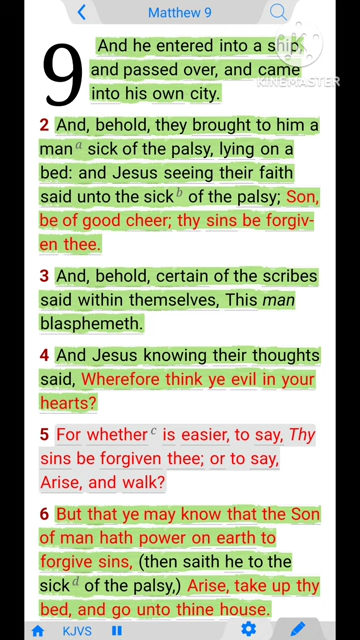 Matthew 9
KINEMASTER
9 And he entered into a ship,
and passed over, and came
into his own city.
2 And, behold, they brought to him a
man a sick of the palsy, lying on a
bed: and Jesus seeing their faith
said unto the sick b of the palsy; Son,
be of good cheer; thy sins be forgiv-
en thee.
3 And, behold, certain of the scribes
said within themselves, This man
blasphemeth.
4 And Jesus knowing their thoughts
said, Wherefore think ye evil in your
hearts?
5 For whether c is easier, to say, Thy
sins be forgiven thee; or to say,
Arise, and walk?
6 But that ye may know that the Son
of man hath power on earth to
forgive sins, (then saith he to the
sick d of the palsy,) Arise, take up thy
bed, and go unto thine house.
KJVS